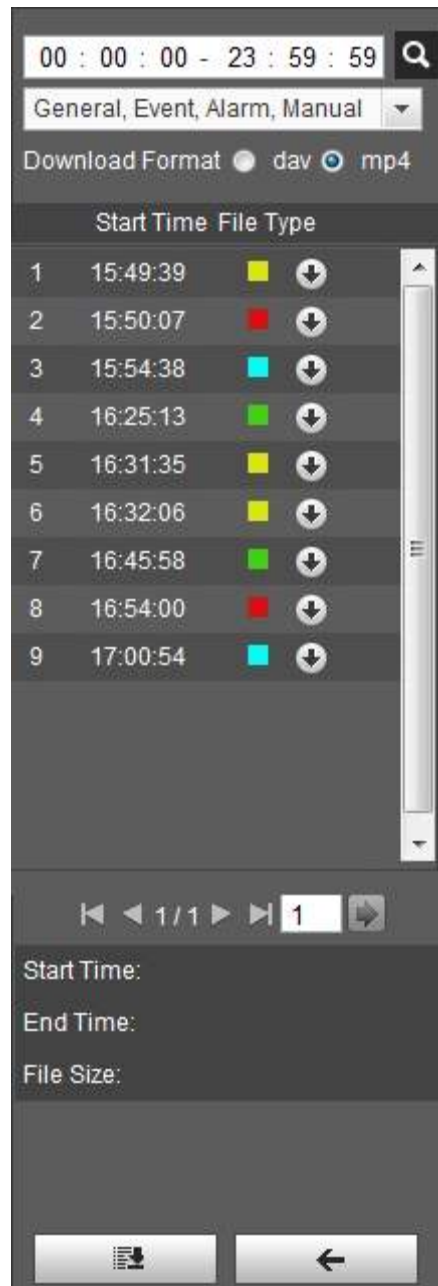 00 : 00 : 00 - 23 : 59 : 59
General, Event, Alarm, Manual
Download Format dav mp4
Start Time File Type
1 15:49:39
2 15:50:07
3 15:54:38
4 16:25:13
5 16:31:35
6 16:32:06
7 16:45:58
8 16:54:00
9 17:00:54
1 / 1 1
Start Time:
End Time:
File Size: